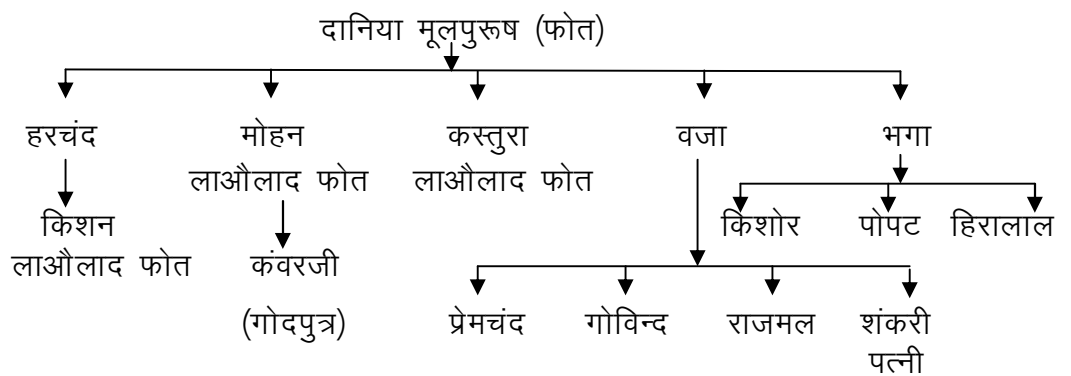 दानिया मूलपुरूष (फोत)
हरचंद मोहन कस्तुरा वजा भगा
लाऔलाद फोत लाऔलाद फोत
किशन किशोर पोपट हिरालाल
लाऔलाद फोत कंवरजी
(गोदपुत्र) प्रेमचंद गोविन्द राजमल शंकरी
पत्नी